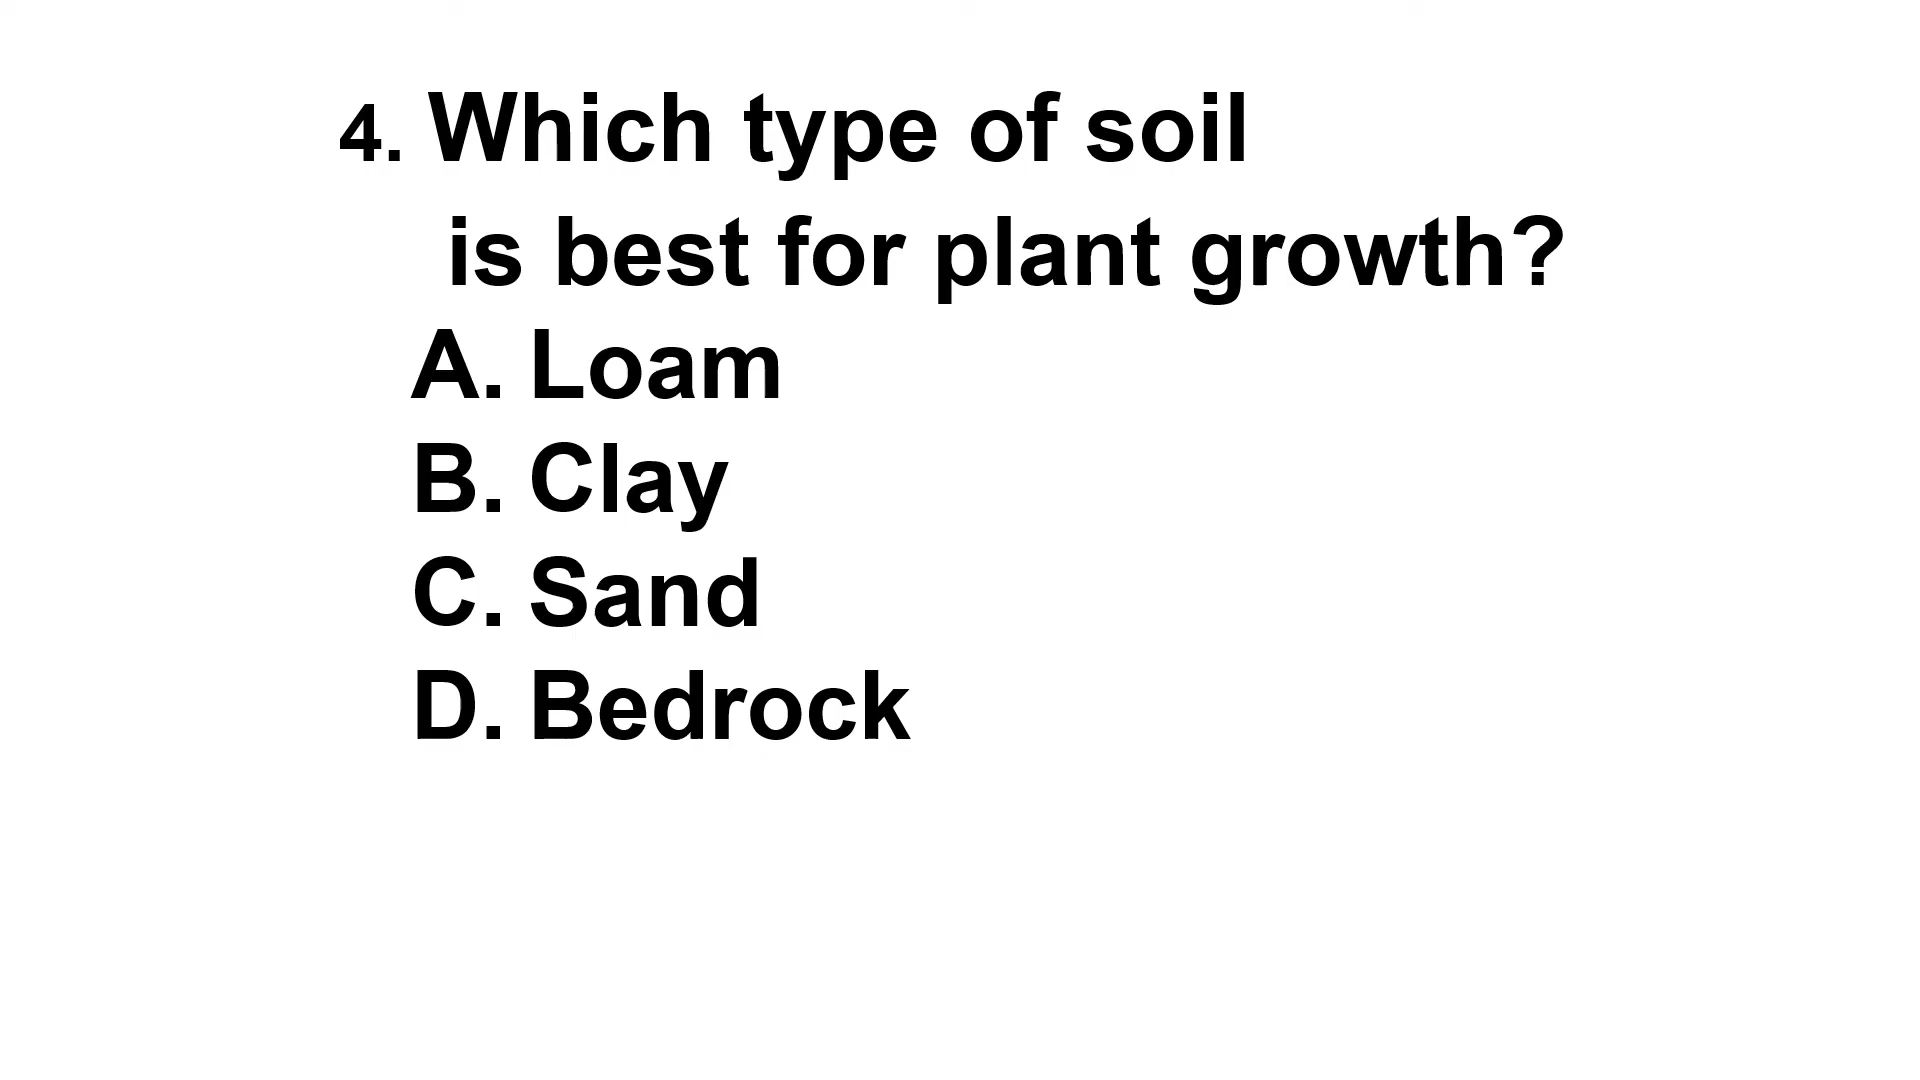 4. Which type of soil
is best for plant growth?
A. Loam
B. Clay
C. Sand
D. Bedrock